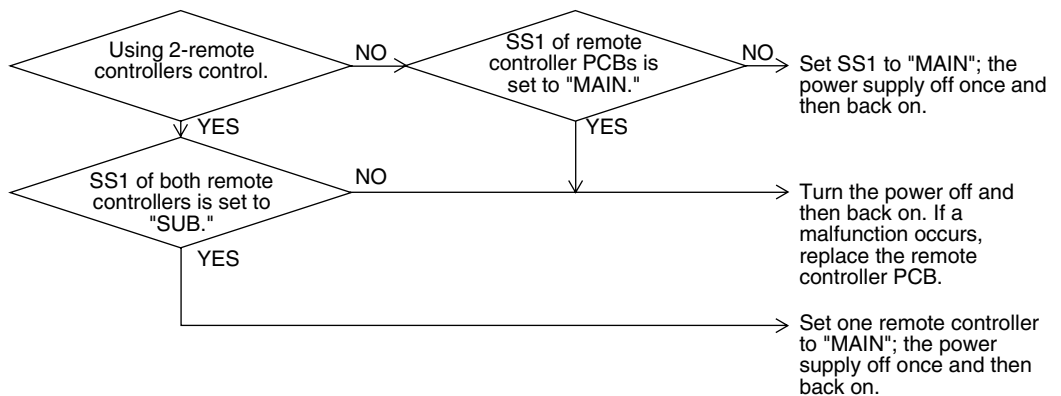 Using 2-remote
controllers control.
NO
SS1 of remote
controller PCBs is
set to "MAIN."
NO
Set SS1 to "MAIN"; the
power supply off once and
then back on.
YES
YES
SS1 of both remote
controllers is set to
"SUB."
NO
Turn the power off and
then back on. If a
malfunction occurs,
replace the remote
controller PCB.
YES
Set one remote controller
to "MAIN"; the power
supply off once and then
back on.